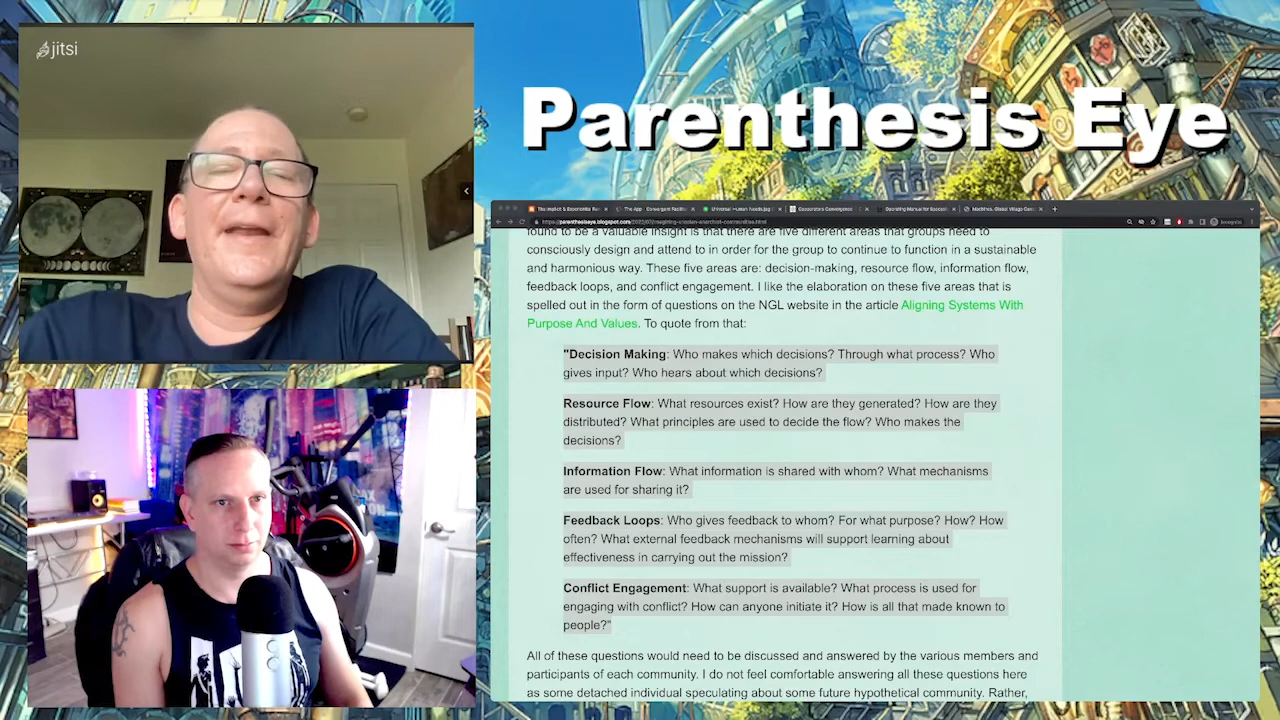 jitsi
Parenthesis Eye
found to be a valuable insight is that there are five different areas that groups need to
consciously design and attend to in order for the group to continue to function in a sustainable
and harmonious way. These five areas are: decision-making, resource flow, information flow,
feedback loops, and conflict engagement. I like the elaboration on these five areas that is
spelled out in the form of questions on the NGL website in the article Aligning Systems With
Purpose And Values. To quote from that:
"Decision Making: Who makes which decisions? Through what process? Who
gives input? Who hears about which decisions?
Resource Flow: What resources exist? How are they generated? How are they
distributed? What principles are used to decide the flow? Who makes the
decisions?
Information Flow: What information is shared with whom? What mechanisms
are used for sharing it?
Feedback Loops: Who gives feedback to whom? For what purpose? How? How
often? What external feedback mechanisms will support learning about
effectiveness in carrying out the mission?
Conflict Engagement: What support is available? What process is used for
engaging with conflict? How can anyone initiate it? How is all that made known to
people?"
All of these questions would need to be discussed and answered by the various members and
participants of each community. I do not feel comfortable answering all these questions here
as some detached individual speculating about some future hypothetical community. Rather,